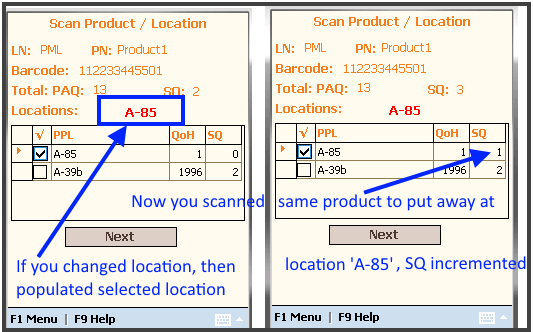 Scan Product / Location
LN: PML PN: Product1
Barcode: 112233445501
Total: PAQ: 13 SQ: 2
Locations: A-85
√ PPL QoH SQ
A-85 1 0
A-39b 1996 2
Next
If you changed location, then
populated selected location
F1 Menu | F9 Help
Scan Product / Location
LN: PML PN: Product1
Barcode: 112233445501
Total: PAQ: 13 SQ: 3
Locations: A-85
√ PPL QoH SQ
A-85 1 1
A-39b 1996 2
Now you scanned same product to put away at
Next
location 'A-85' , SQ incremented
F1 Menu | F9 Help